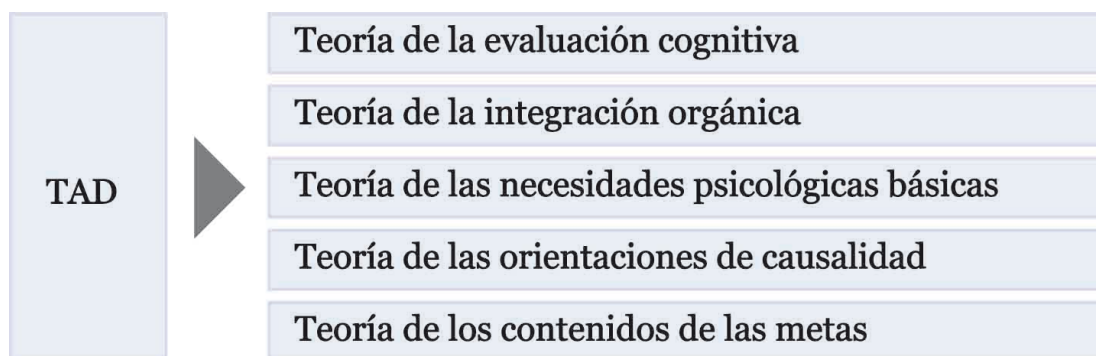 TAD
Teoría de la evaluación cognitiva
Teoría de la integración orgánica
Teoría de las necesidades psicológicas básicas
Teoría de las orientaciones de causalidad
Teoría de los contenidos de las metas